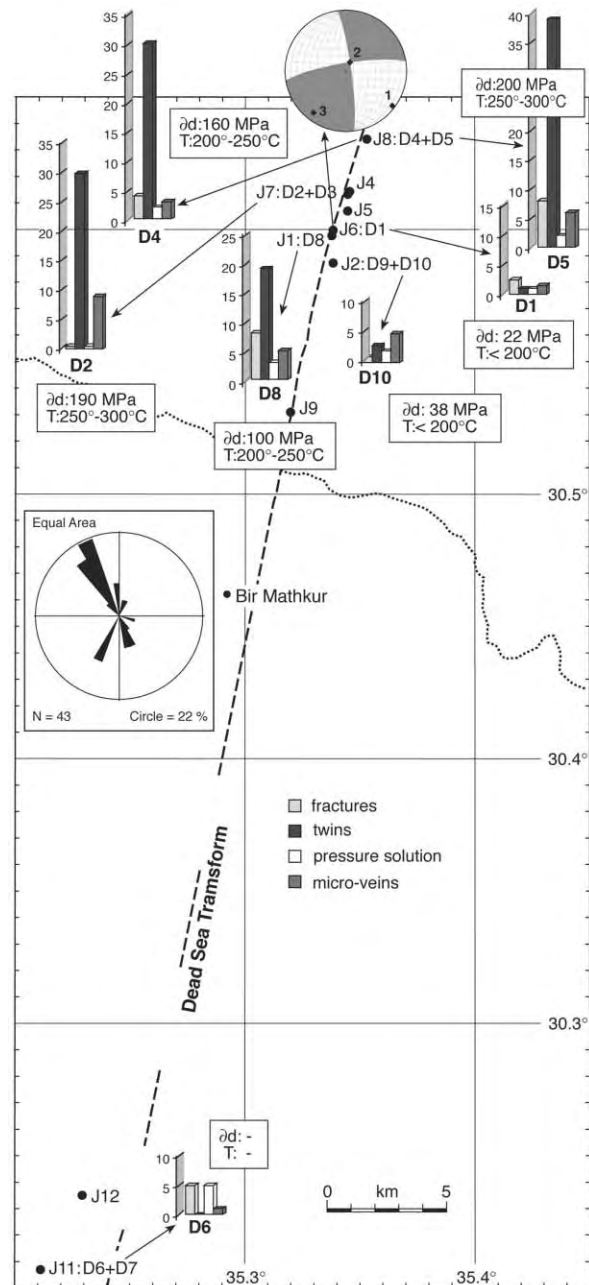 35
30
25
20
15
10
5
0
D4
∂d:160 MPa
T:200°-250°C
2
1
3
40
35
30
25
20
15
10
5
0
D5
∂d:200 MPa
T:250°-300°C
J8:D4+D5
35
30
25
20
15
10
5
0
D2
J7:D2+D3
J4
J5
J6:D1
J1:D8
J2:D9+D10
15
10
5
0
D1
25
20
15
10
5
0
D8
10
5
0
D10
∂d: 22 MPa
T:< 200°C
∂d:190 MPa
T:250°-300°C
∂d: 38 MPa
T:< 200°C
J9
∂d:100 MPa
T:200°-250°C
30.5°
Equal Area
N = 43
Circle = 22 %
Bir Mathkur
30.4°
fractures
twins
pressure solution
micro-veins
Dead Sea Tramsform
30.3°
∂d: -
T: -
10
5
0
D6
0 km 5
J12
J11:D6+D7
35.3°
35.4°